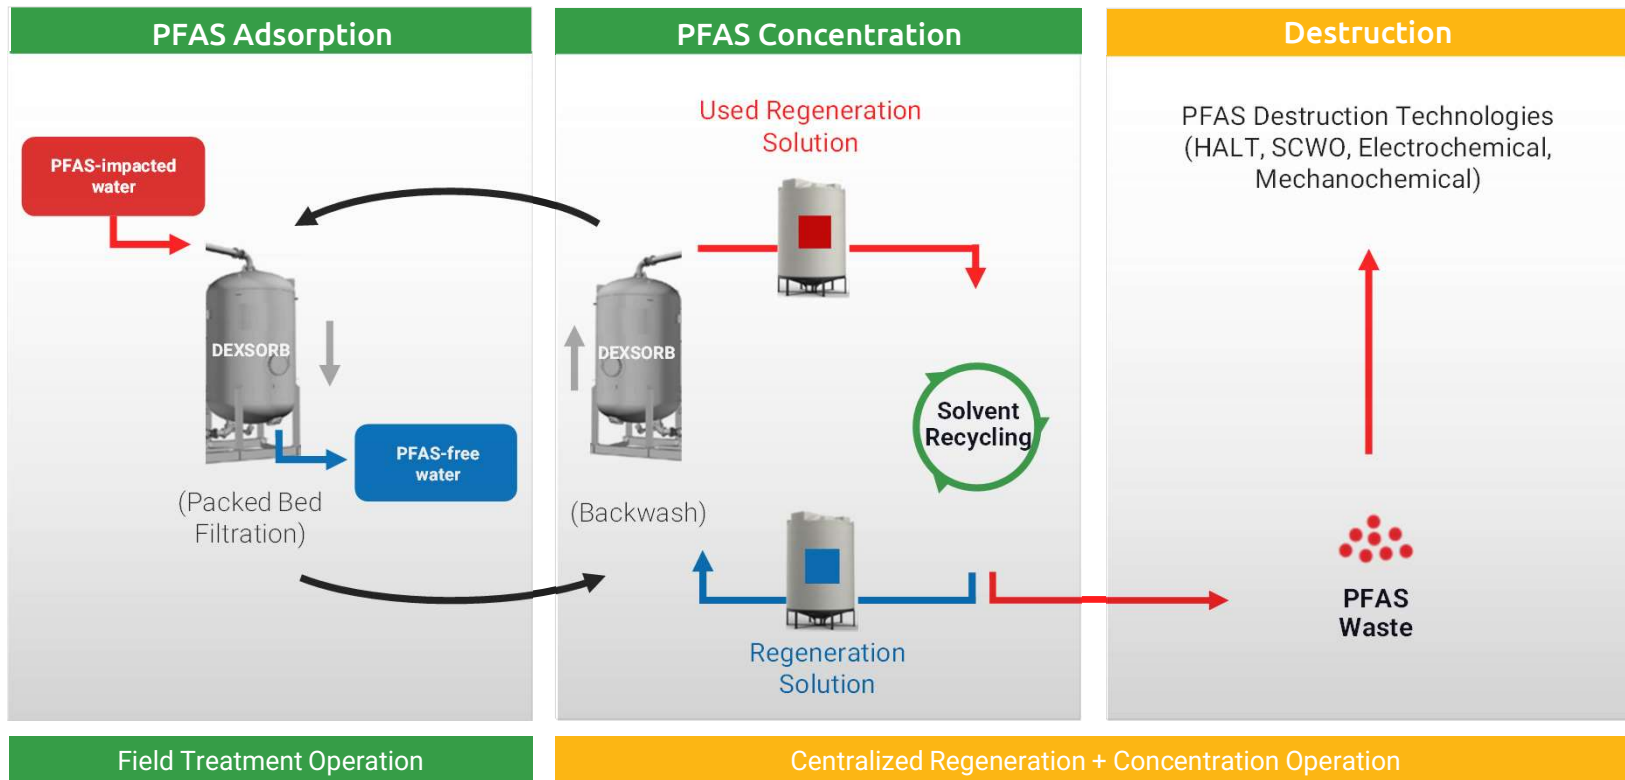 PFAS Adsorption
PFAS-impacted
water
DEXSORB
PFAS-free
water
(Packed Bed
Filtration)
PFAS Concentration
Used Regeneration
Solution
DEXSORB
(Backwash)
Solvent
Recycling
Regeneration
Solution
Destruction
PFAS Destruction Technologies
(HALT, SCWO, Electrochemical,
Mechanochemical)
PFAS
Waste
Field Treatment Operation
Centralized Regeneration + Concentration Operation